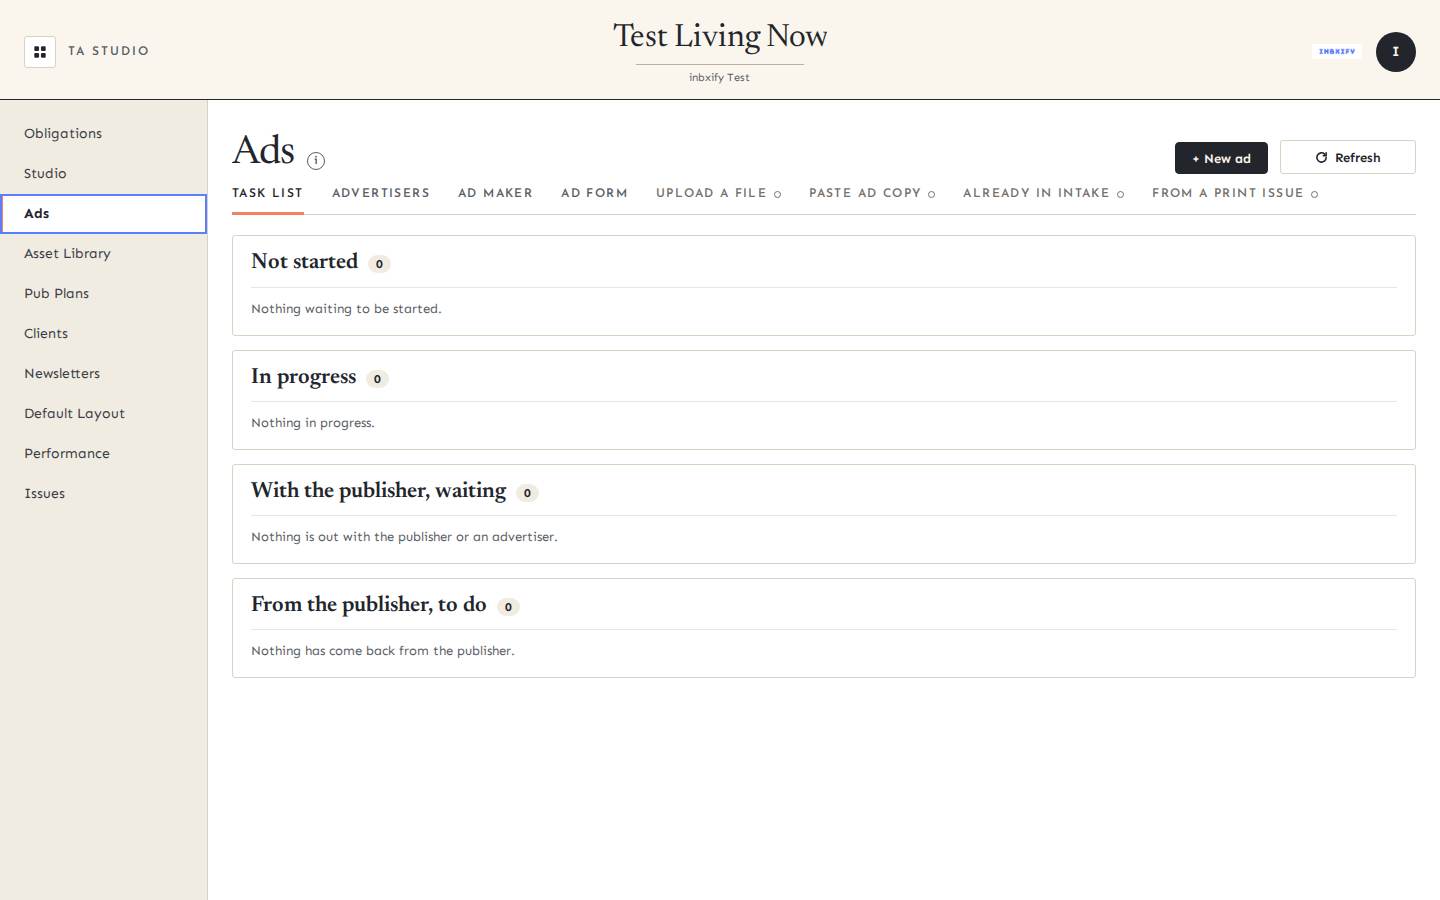 TA STUDIO
Test Living Now
inbxify Test
INBXIFY
I
Obligations
Studio
Ads
Asset Library
Pub Plans
Clients
Newsletters
Default Layout
Performance
Issues
Ads
i
+ New ad
Refresh
TASK LIST
ADVERTISERS
AD MAKER
AD FORM
UPLOAD A FILE
PASTE AD COPY
ALREADY IN INTAKE
FROM A PRINT ISSUE
Not started 0
Nothing waiting to be started.
In progress 0
Nothing in progress.
With the publisher, waiting 0
Nothing is out with the publisher or an advertiser.
From the publisher, to do 0
Nothing has come back from the publisher.